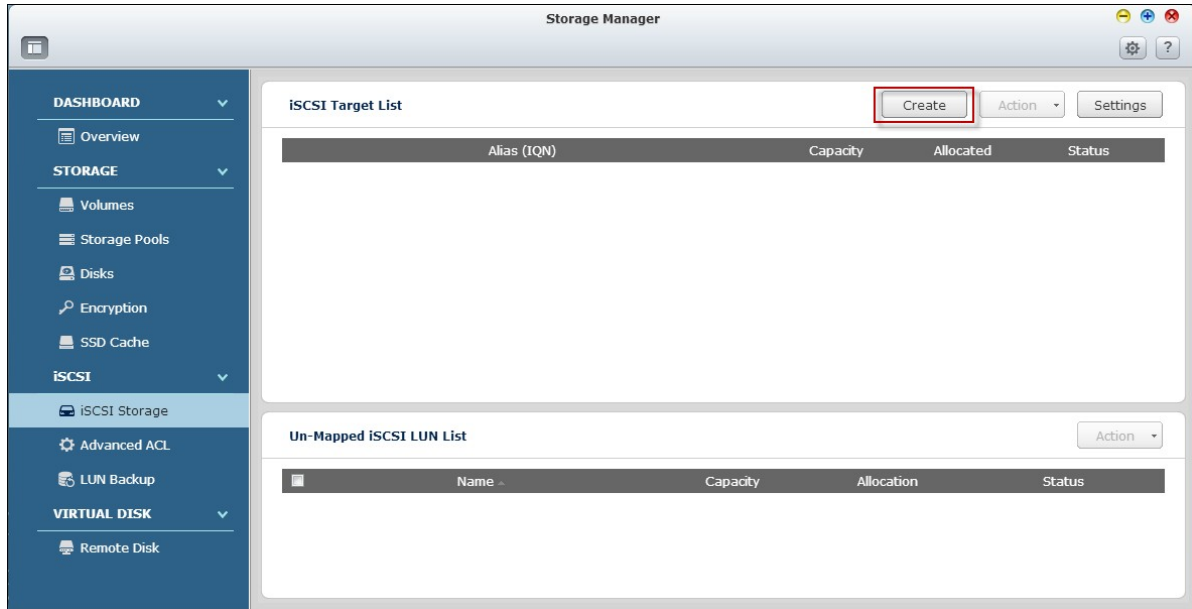 Storage Manager
?
DASHBOARD
Overview
STORAGE
Volumes
Storage Pools
Disks
Encryption
SSD Cache
iSCSI
iSCSI Storage
Advanced ACL
LUN Backup
VIRTUAL DISK
Remote Disk
iSCSI Target List Create Action Settings
Alias (IQN) Capacity Allocated Status
Un-Mapped iSCSI LUN List Action
Name Capacity Allocation Status